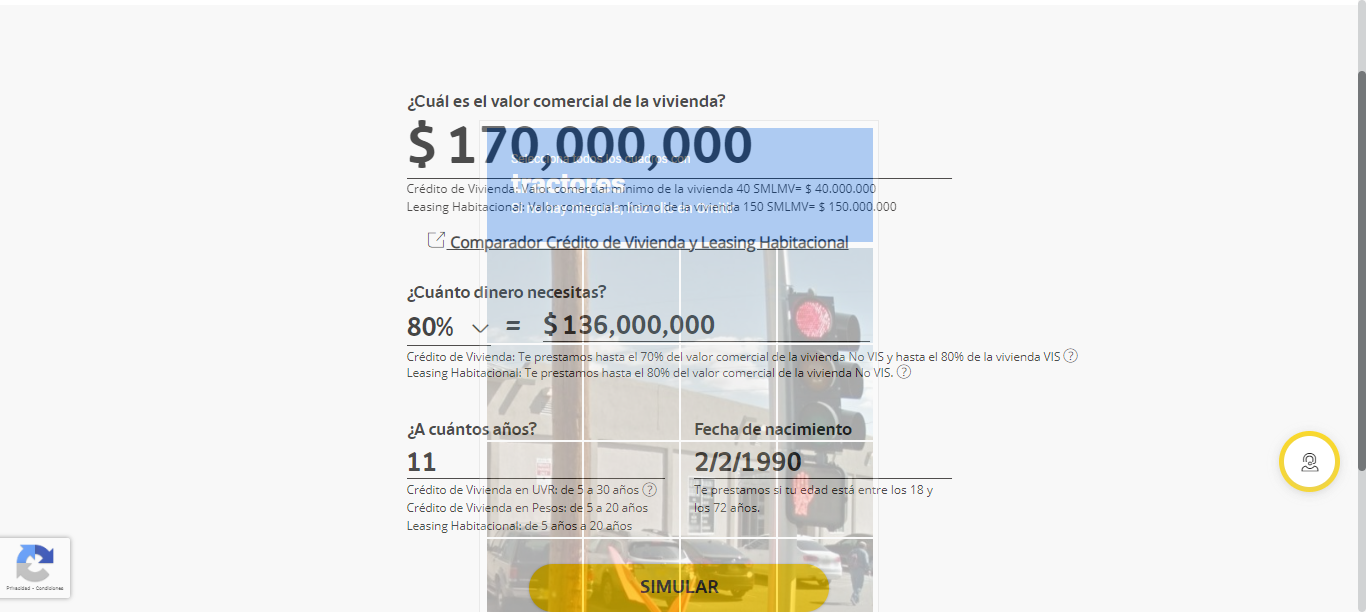 ¿Cuál es el valor comercial de la vivienda?
$ 170,000,000
Selecciona todos los cuadros con
tractores
Crédito de Vivienda: Valor comercial mínimo de la vivienda 40 SMLMV= $ 40.000.000
Leasing Habitacional: Valor comercial mínimo de la vivienda 150 SMLMV= $ 150.000.000
Comparador Crédito de Vivienda y Leasing Habitacional
¿Cuánto dinero necesitas?
80% = $ 136,000,000
Crédito de Vivienda: Te prestamos hasta el 70% del valor comercial de la vivienda No VIS y hasta el 80% de la vivienda VIS ?
Leasing Habitacional: Te prestamos hasta el 80% del valor comercial de la vivienda No VIS. ?
¿A cuántos años?
11
Crédito de Vivienda en UVR: de 5 a 30 años ?
Crédito de Vivienda en Pesos: de 5 a 20 años
Leasing Habitacional: de 5 años a 20 años
Fecha de nacimiento
2/2/1990
Te prestamos si tu edad está entre los 18 y
los 72 años.
SIMULAR
Privacidad - Condiciones